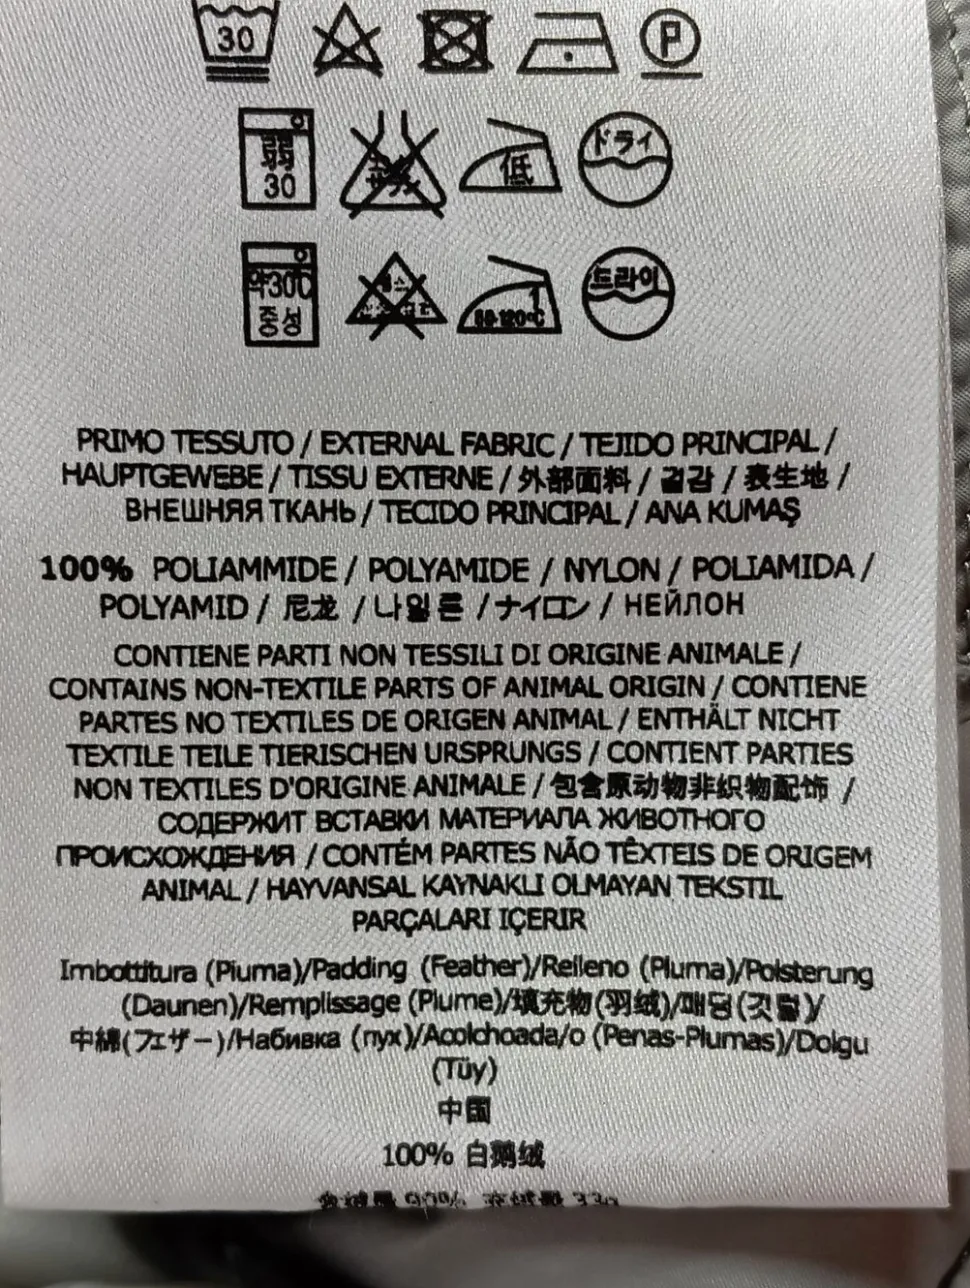 30 P
弱 30 低 ドライ
약30℃ 중성 80-120℃ 드라이
PRIMO TESSUTO / EXTERNAL FABRIC / TEJIDO PRINCIPAL /
HAUPTGEWEBE / TISSU EXTERNE / 外部面料 / 겉감 / 表生地 /
ВНЕШНЯЯ ТКАНЬ / TECIDO PRINCIPAL / ANA KUMAŞ
100% POLIAMMIDE / POLYAMIDE / NYLON / POLIAMIDA /
POLYAMID / 尼龙 / 나일론 / ナイロン / НЕЙЛОН
CONTIENE PARTI NON TESSILI DI ORIGINE ANIMALE /
CONTAINS NON-TEXTILE PARTS OF ANIMAL ORIGIN / CONTIENE
PARTES NO TEXTILES DE ORIGEN ANIMAL / ENTHÄLT NICHT
TEXTILE TEILE TIERISCHEN URSPRUNGS / CONTIENT PARTIES
NON TEXTILES D'ORIGINE ANIMALE / 包含原动物非织物配饰 /
СОДЕРЖИТ ВСТАВКИ МАТЕРИАЛА ЖИВОТНОГО
ПРОИСХОЖДЕНИЯ / CONTÉM PARTES NÃO TÊXTEIS DE ORIGEM
ANIMAL / HAYVANSAL KAYNAKLI OLMAYAN TEKSTIL
PARÇALARI IÇERIR
Imbottitura (Piuma)/Padding (Feather)/Relleno (Pluma)/Polsterung
(Daunen)/Remplissage (Plume)/填充物(羽绒)/패딩(깃털)/
中綿(フェザー)/Набивка (пух)/Acolchoada/o (Penas-Plumas)/Dolgu
(Tüy)
中国
100% 白鹅绒
90%